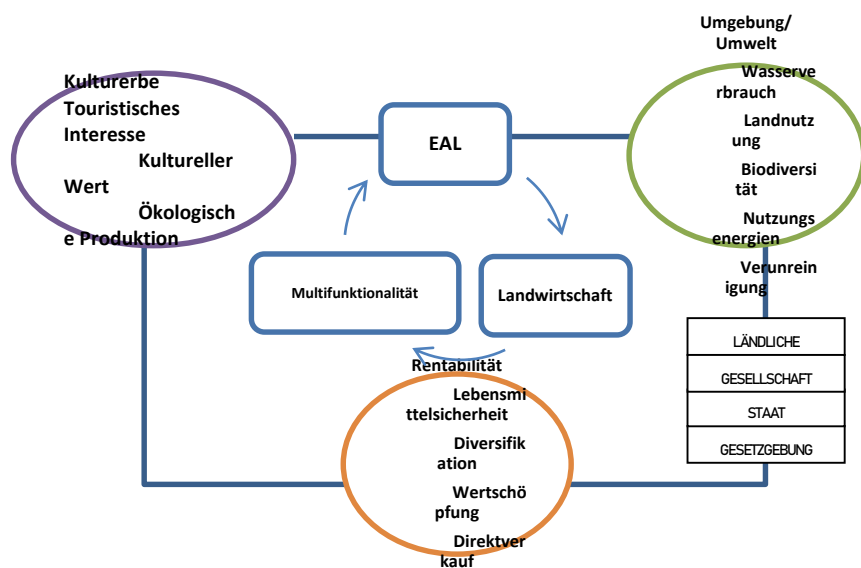 Kulturerbe
Touristisches
Interesse
Kultureller
Wert
Ökologisch
e Produktion
EAL
Umgebung/
Umwelt
Wasserve
rbrauch
Landnutz
ung
Biodiversi
tät
Nutzungs
energien
Verunrein
igung
Multifunktionalität
Landwirtschaft
LÄNDLICHE
GESELLSCHAFT
STAAT
GESETZGEBUNG
Rentabilität
Lebensmi
ttelsicherheit
Diversifik
ation
Wertschö
pfung
Direktver
kauf